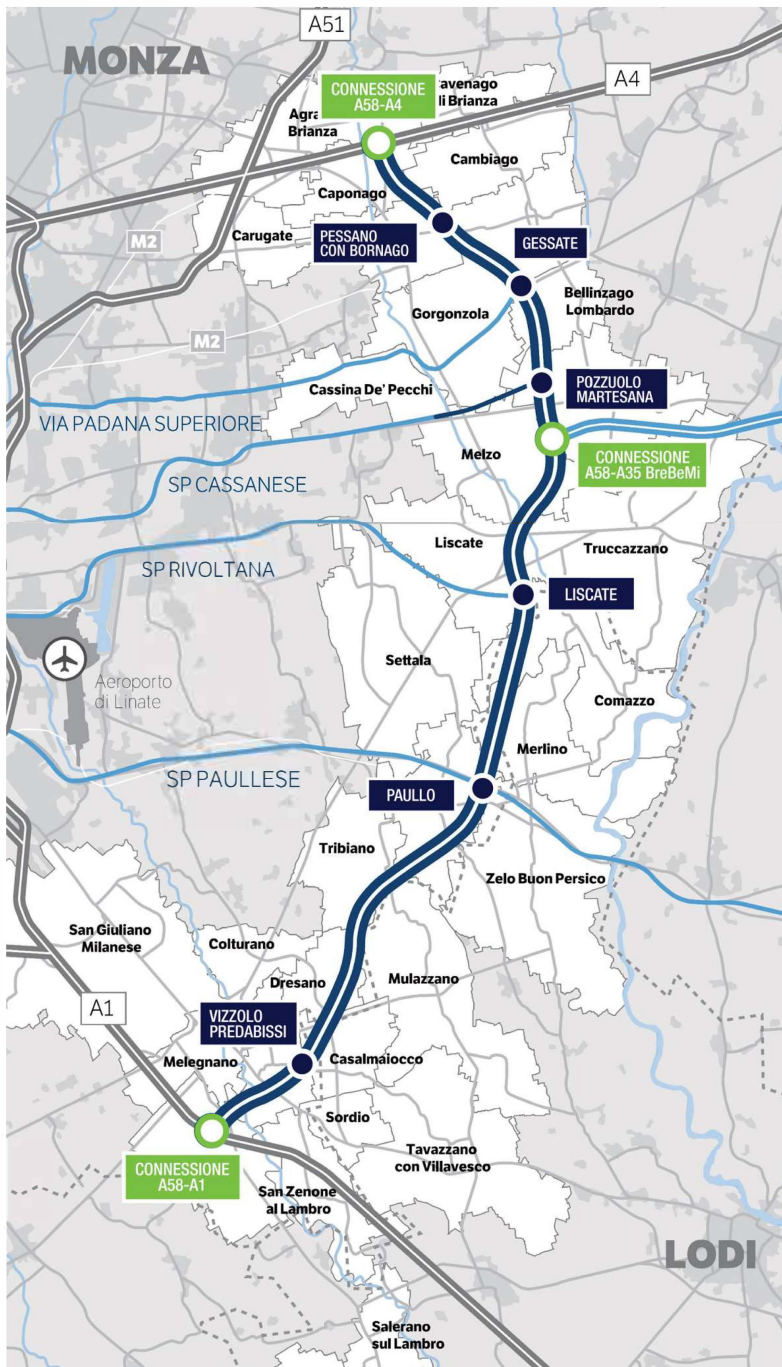 A51
MONZA
A4
CONNESSIONE
A58-A4
avenago
di Brianza
Agra
Brianza
Cambiago
Caponago
Carugate
M2
PESSANO
CON BORNAGO
GESSATE
Bellinzago
Lombardo
Gorgonzola
M2
Cassina De' Pecchi
POZZUOLO
MARTESANA
VIA PADANA SUPERIORE
CONNESSIONE
A58-A35 BreBeMi
Melzo
SP CASSANESE
Liscate
Truccazzano
SP RIVOLTANA
LISCATE
Settala
Aeroporto
di Linate
Comazzo
Merlino
SP PAULLESE
PAULLO
Tribiano
Zelo Buon Persico
San Giuliano
Milanese
Colturano
Dresano
Mulazzano
A1
VIZZOLO
PREDABISSI
Melegnano
Casalmaiocco
Sordio
CONNESSIONE
A58-A1
Tavazzano
con Villavesco
San Zenone
al Lambro
LODI
Salerano
sul Lambro